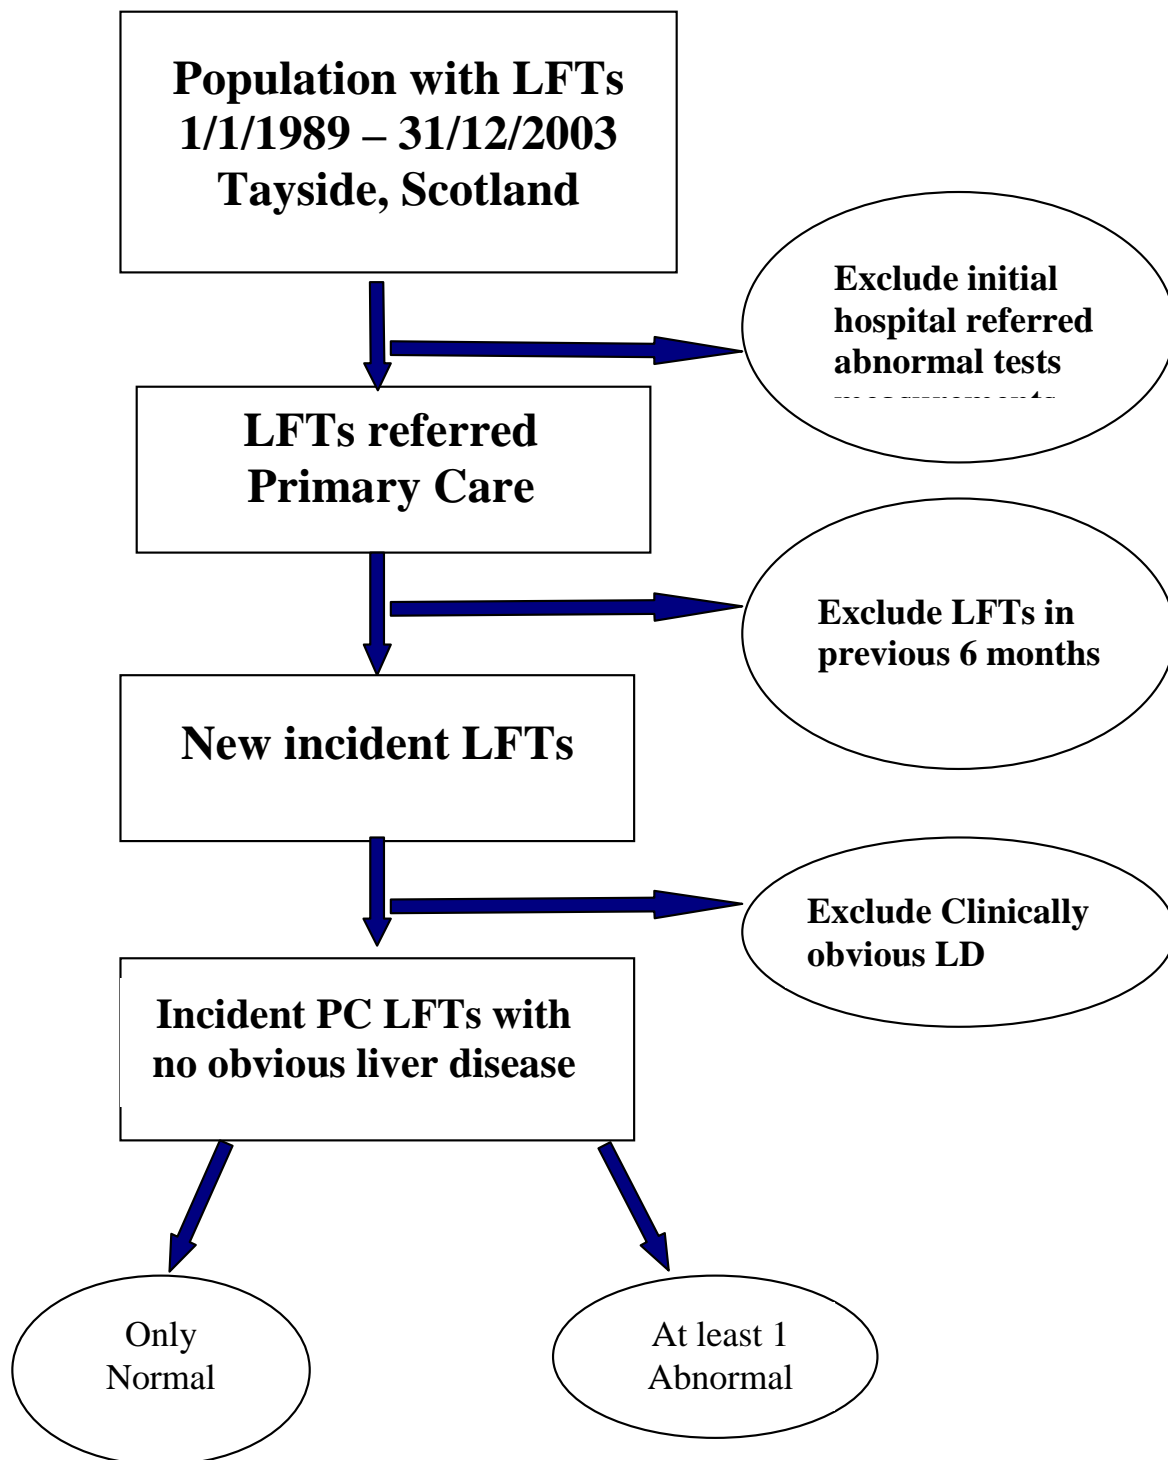 Population with LFTs
1/1/1989 – 31/12/2003
Tayside, Scotland
Exclude initial
hospital referred
abnormal tests
LFTs referred
Primary Care
Exclude LFTs in
previous 6 months
New incident LFTs
Exclude Clinically
obvious LD
Incident PC LFTs with
no obvious liver disease
Only
Normal
At least 1
Abnormal